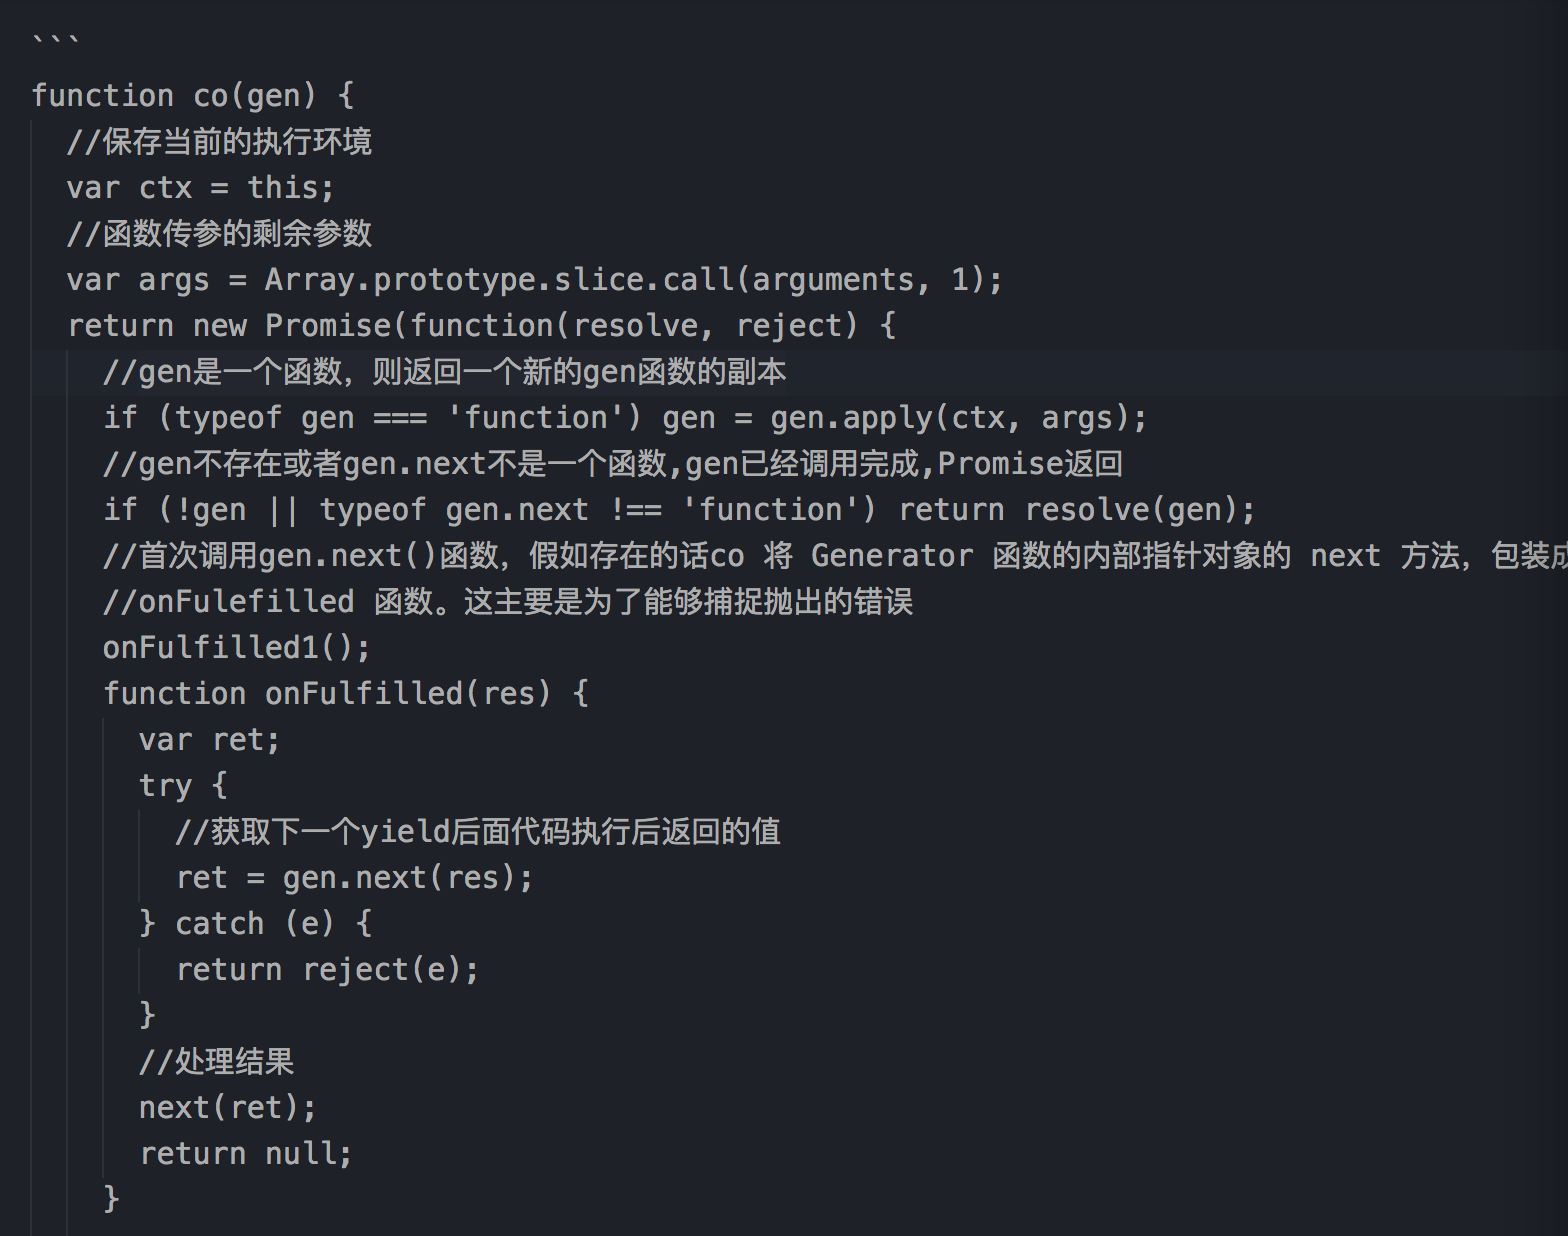 ```
function co(gen) {
  //保存当前的执行环境
  var ctx = this;
  //函数传参的剩余参数
  var args = Array.prototype.slice.call(arguments, 1);
  return new Promise(function(resolve, reject) {
    //gen是一个函数，则返回一个新的gen函数的副本
    if (typeof gen === 'function') gen = gen.apply(ctx, args);
    //gen不存在或者gen.next不是一个函数,gen已经调用完成,Promise返回
    if (!gen || typeof gen.next !== 'function') return resolve(gen);
    //首次调用gen.next()函数，假如存在的话co 将 Generator 函数的内部指针对象的 next 方法，包装成
    //onFulefilled 函数。这主要是为了能够捕捉抛出的错误
    onFulfilled1();
    function onFulfilled(res) {
      var ret;
      try {
        //获取下一个yield后面代码执行后返回的值
        ret = gen.next(res);
      } catch (e) {
        return reject(e);
      }
      //处理结果
      next(ret);
      return null;
    }